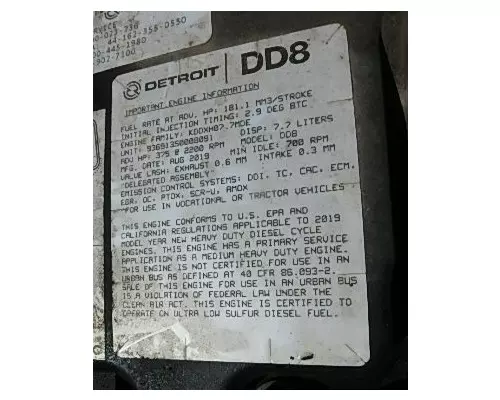 SERVICE
44-161-355-0550
DETROIT DD8
IMPORTANT ENGINE INFORMATION
FUEL RATE AT ADV. HP: 181.1 MM3/STROKE
INITIAL INJECTION TIMING: 2.9 DEG BTC
ENGINE FAMILY: KDDXH07.7MDE DISP: 7.7 LITERS
UNIT: MODEL: DD8
ADV HP: 375 @ 2200 RPM MIN IDLE: 700 RPM
MFG. DATE: AUG 2019
VALVE LASH: EXHAUST 0.6 MM INTAKE 0.3 MM
"DELEGATED ASSEMBLY"
EMISSION CONTROL SYSTEMS: DDI, TC, CAC, ECM,
EGR, OC, PTOX, SCR-U, AMOX
FOR USE IN VOCATIONAL OR TRACTOR VEHICLES
THIS ENGINE CONFORMS TO U.S. EPA AND
CALIFORNIA REGULATIONS APPLICABLE TO 2019
MODEL YEAR NEW HEAVY DUTY DIESEL CYCLE
ENGINES. THIS ENGINE HAS A PRIMARY SERVICE
APPLICATION AS A MEDIUM HEAVY DUTY ENGINE.
THIS ENGINE IS NOT CERTIFIED FOR USE IN AN
URBAN BUS AS DEFINED AT 40 CFR 86.093-2.
SALE OF THIS ENGINE FOR USE IN AN URBAN BUS
IS A VIOLATION OF FEDERAL LAW UNDER THE
CLEAN AIR ACT. THIS ENGINE IS CERTIFIED TO
OPERATE ON ULTRA LOW SULFUR DIESEL FUEL.